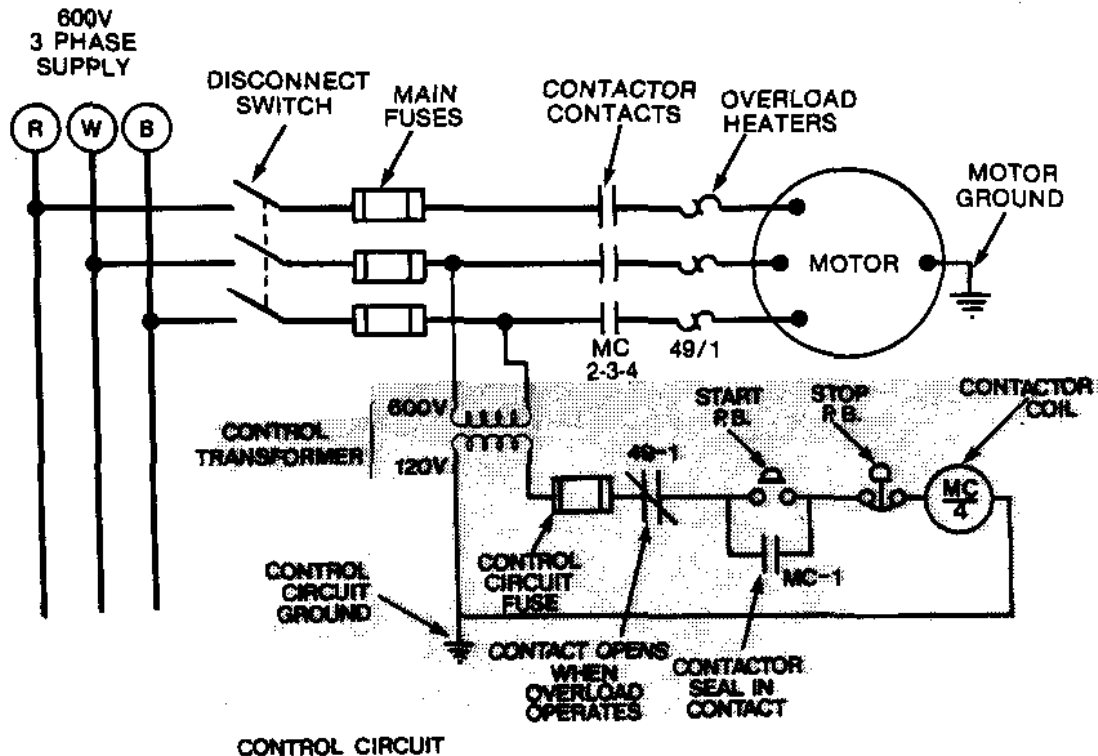 600V
3 PHASE
SUPPLY
R W B
DISCONNECT
SWITCH
MAIN
FUSES
CONTACTOR
CONTACTS
OVERLOAD
HEATERS
MOTOR
GROUND
MOTOR
MC
2-3-4
49/1
600V
CONTROL
TRANSFORMER
120V
49-1
START
P.B.
STOP
P.B.
CONTACTOR
COIL
MC
4
MC-1
CONTROL
CIRCUIT
FUSE
CONTROL
CIRCUIT
GROUND
CONTACT OPENS
WHEN
OVERLOAD
OPERATES
CONTACTOR
SEAL IN
CONTACT
CONTROL CIRCUIT